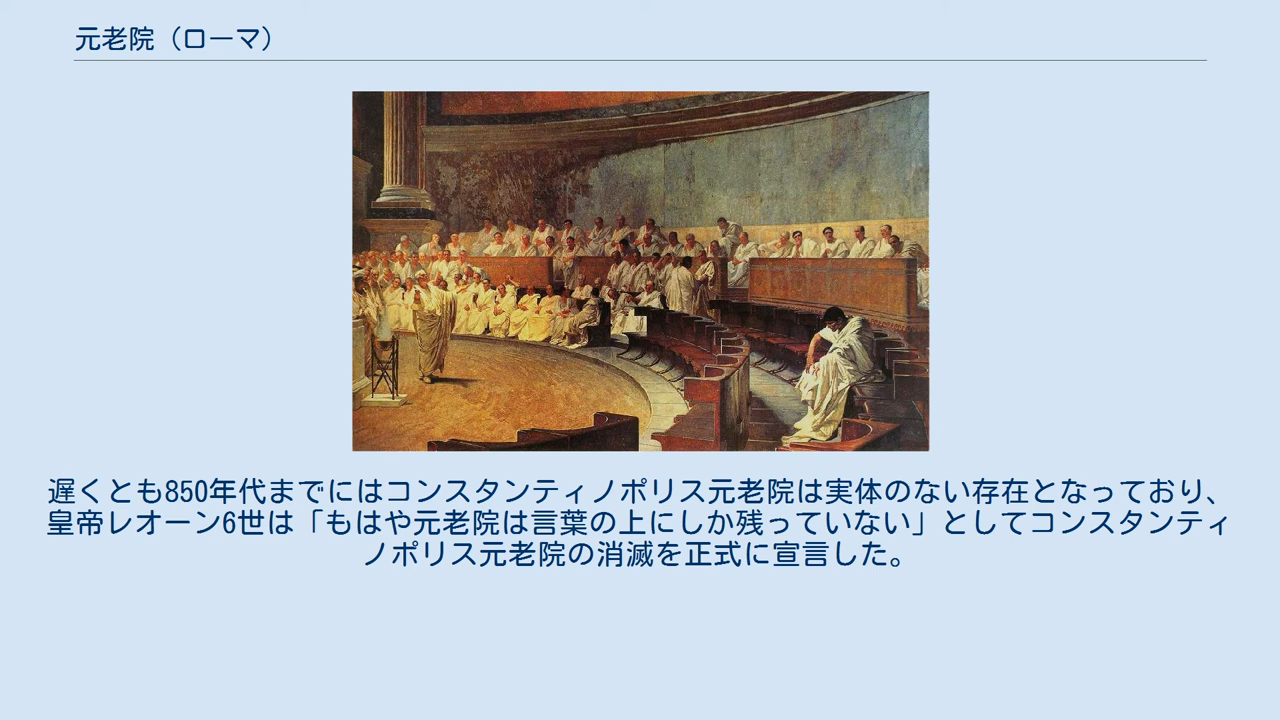 元老院（ローマ）
遅くとも850年代までにはコンスタンティノポリス元老院は実体のない存在となっており、
皇帝レオーン6世は「もはや元老院は言葉の上にしか残っていない」としてコンスタンティ
ノポリス元老院の消滅を正式に宣言した。